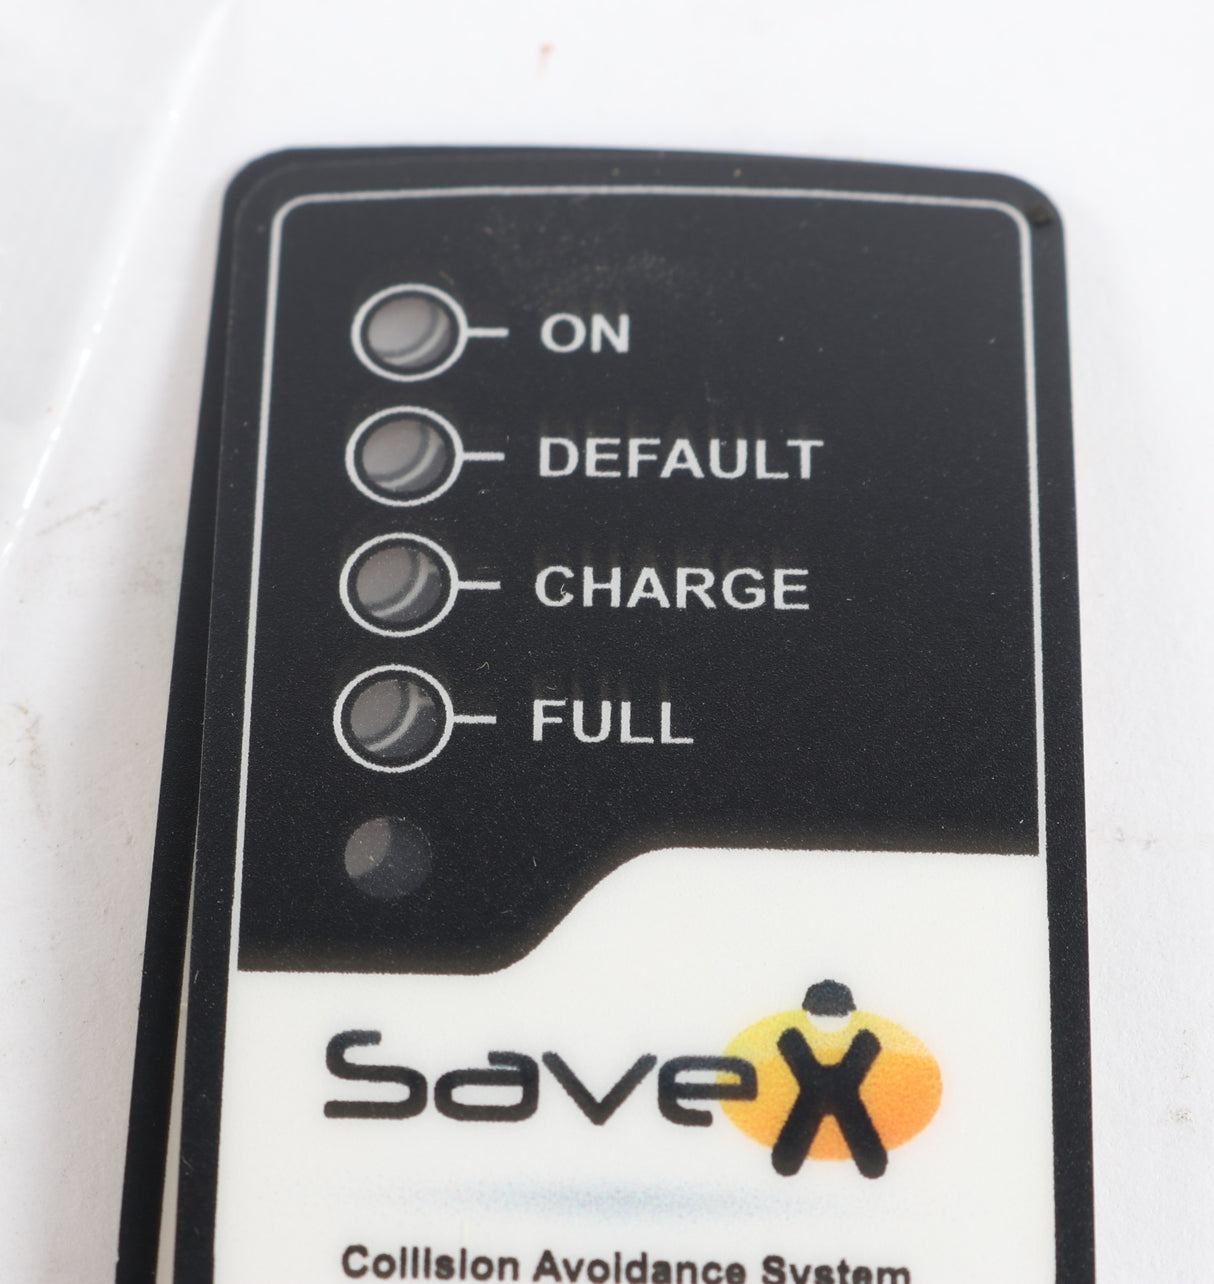 ON
DEFAULT
CHARGE
FULL
SaveX
Collision Avoidance System